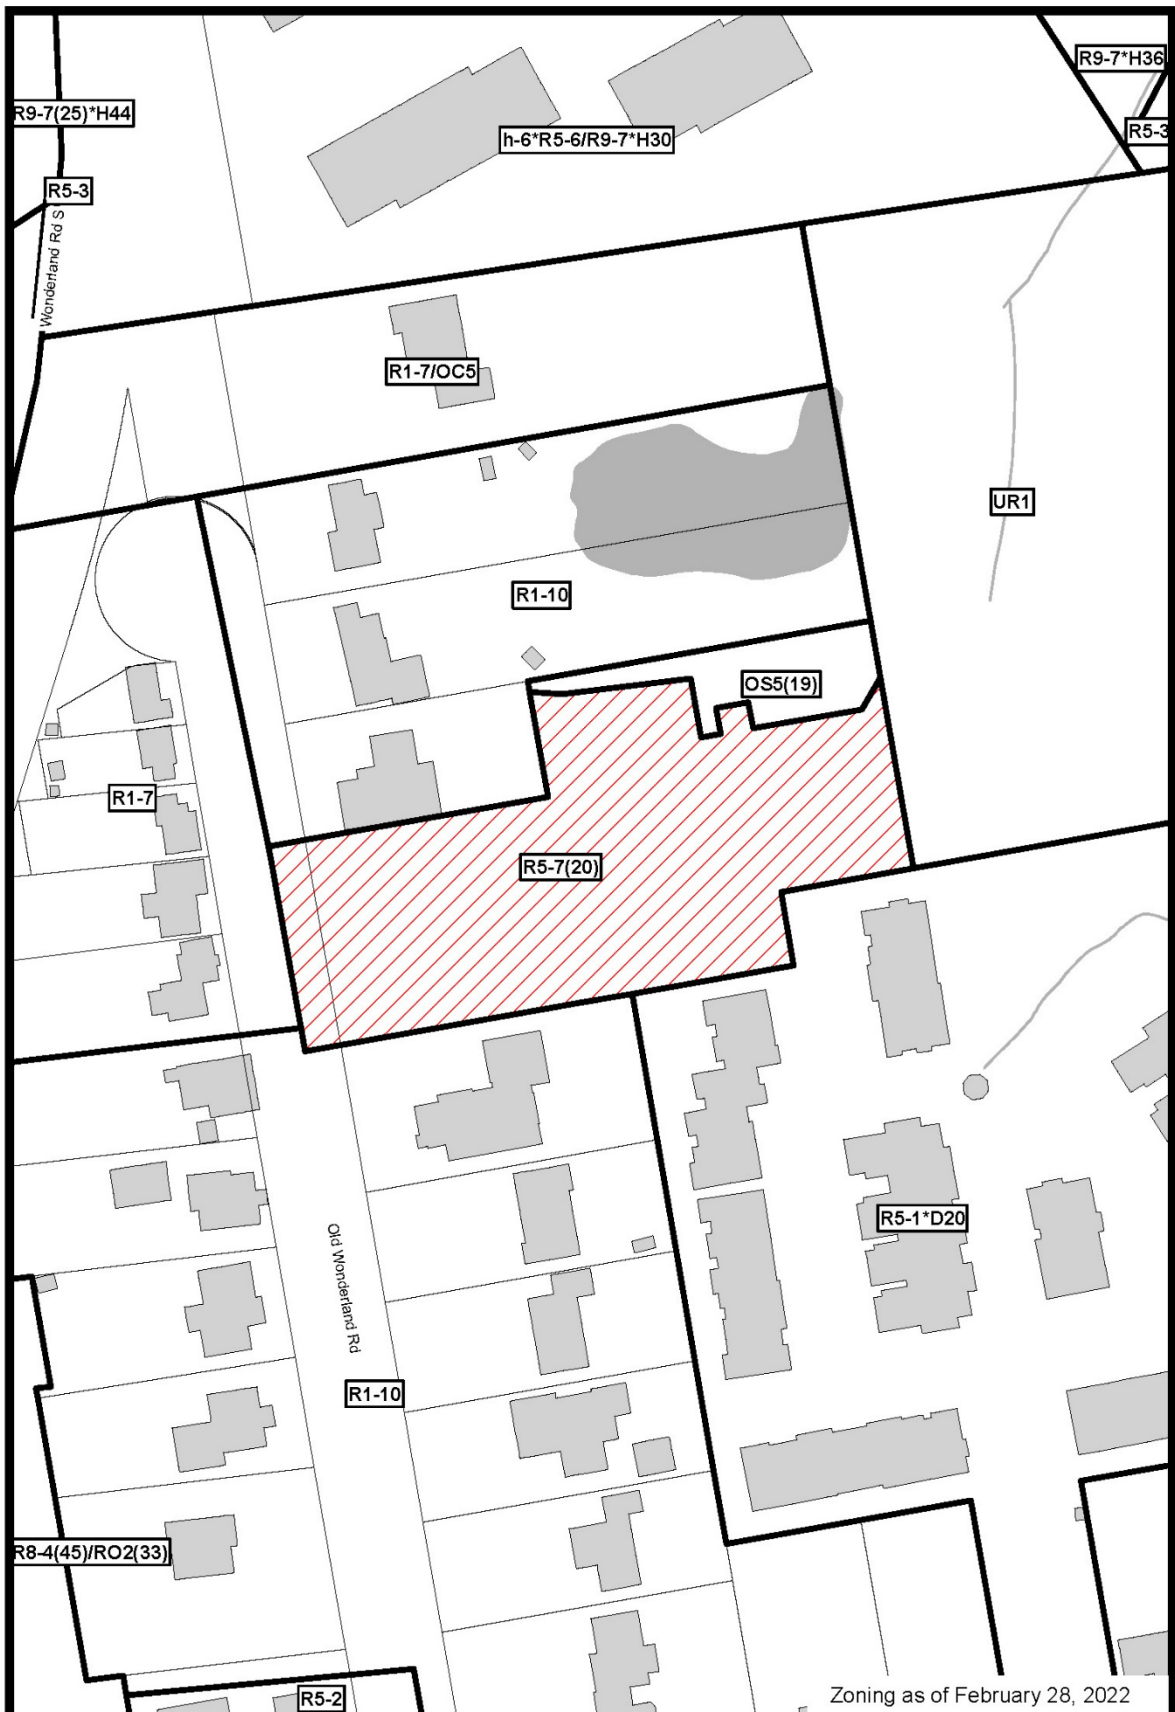 R9-7*H36
R9-7(25)*H44
R5-3
h-6*R5-6/R9-7*H30
R5-3
Wonderland Rd S
R1-7/OC5
UR1
R1-10
OS5(19)
R1-7
R5-7(20)
R5-1*D20
Old Wonderland Rd
R1-10
R8-4(45)/RO2(33)
R5-2
Zoning as of February 28, 2022